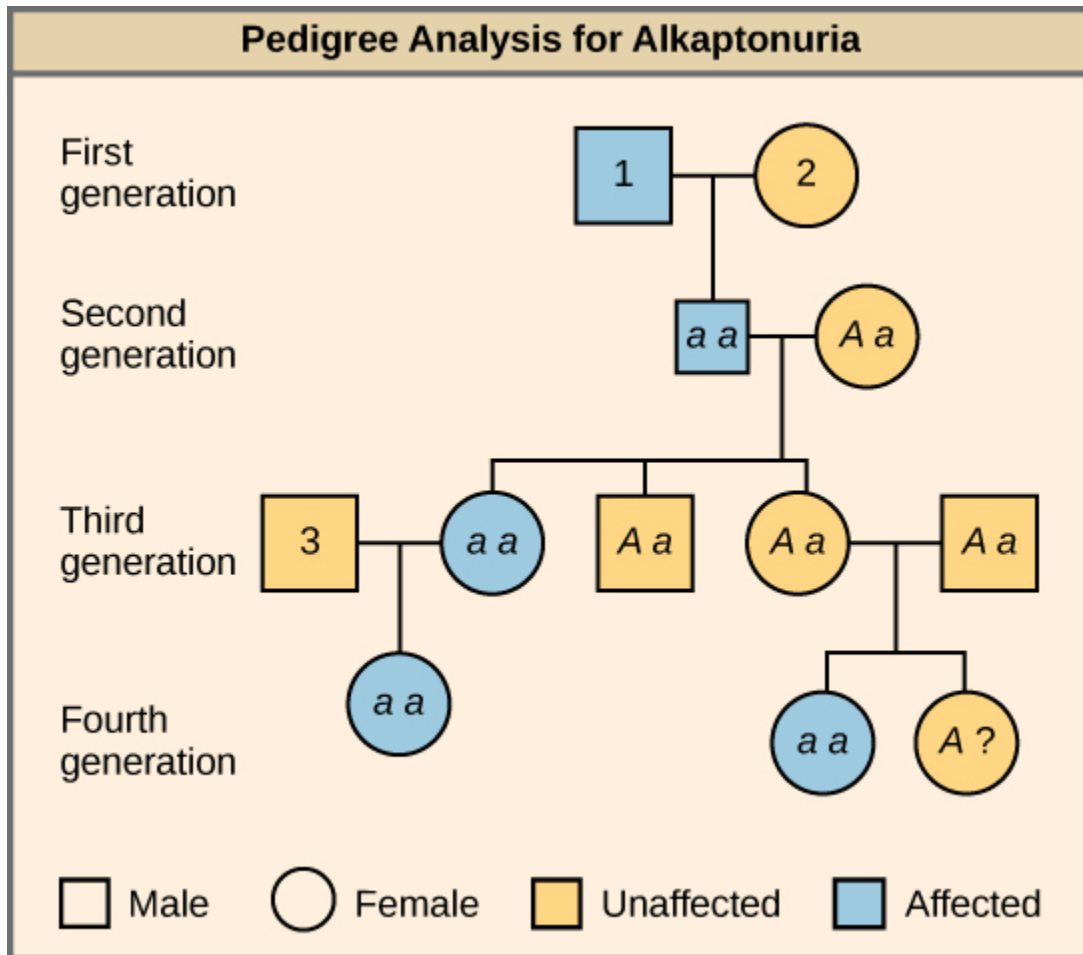 Pedigree Analysis for Alkaptonuria
First
generation
1
2
Second
generation
a a
A a
Third
generation
3
a a
A a
A a
A a
Fourth
generation
a a
a a
A ?
Male
Female
Unaffected
Affected